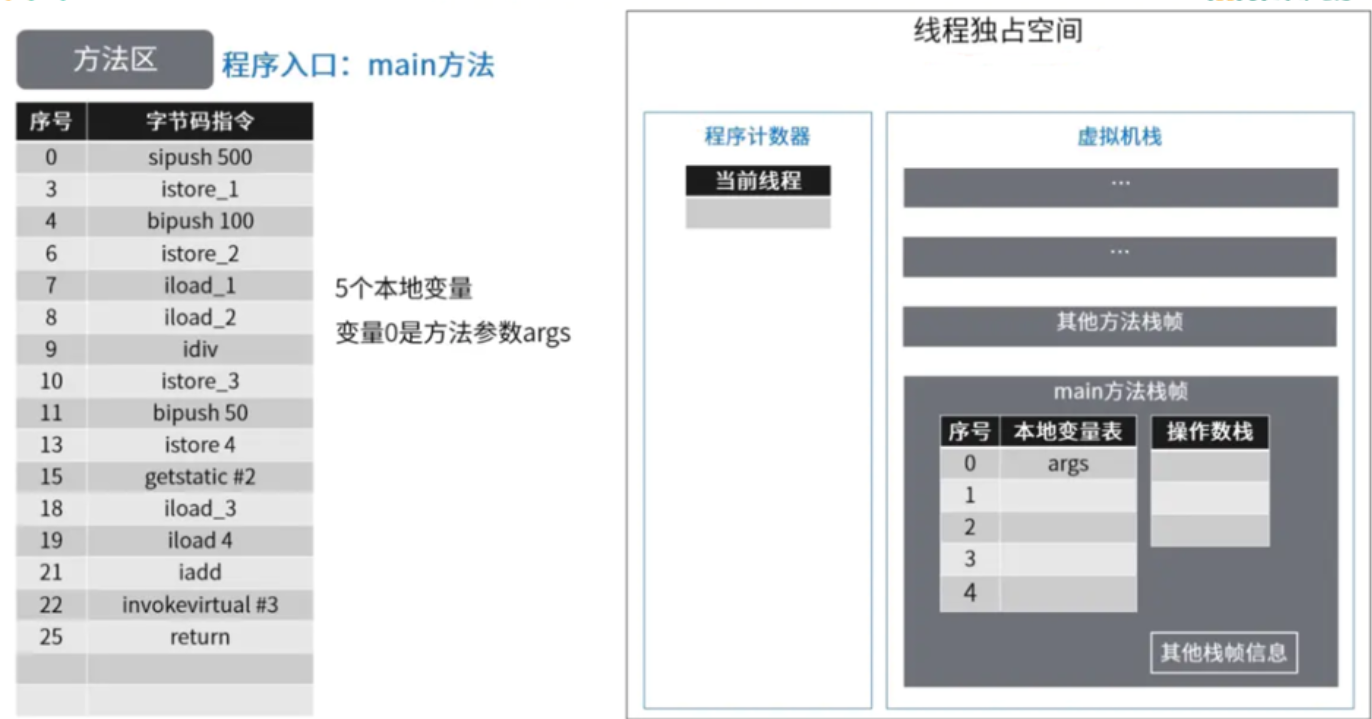 方法区
程序入口：main方法
序号 字节码指令
0 sipush 500
3 istore_1
4 bipush 100
6 istore_2
7 iload_1
8 iload_2
9 idiv
10 istore_3
11 bipush 50
13 istore 4
15 getstatic #2
18 iload_3
19 iload 4
21 iadd
22 invokevirtual #3
25 return
5个本地变量
变量0是方法参数args
线程独占空间
程序计数器
当前线程
虚拟机栈
...
...
其他方法栈帧
main方法栈帧
序号 本地变量表 操作数栈
0 args
1
2
3
4
其他栈帧信息